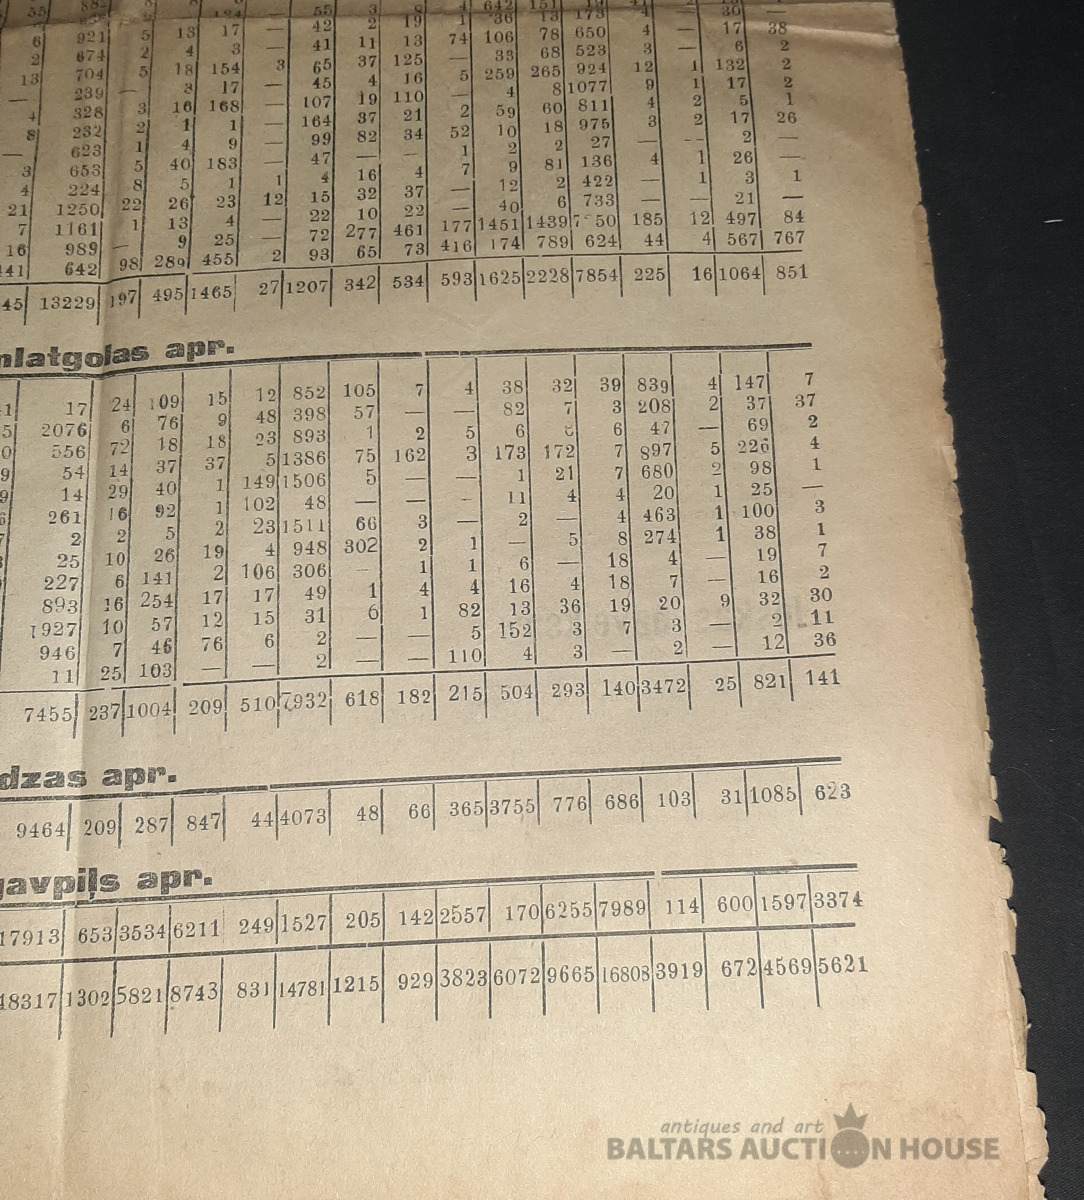 6 921 5 13 17 — 42 2 19 1 36 13 173 4 — 30 —
2 674 2 4 3 — 41 11 13 74 106 78 650 4 — 17 38
13 704 5 18 154 3 65 37 125 — 33 68 523 3 — 6 2
— 239 — 3 17 — 45 4 16 5 259 265 924 12 1 132 2
4 328 3 16 168 — 107 19 110 — 4 8 1077 9 1 17 2
8 232 2 1 1 — 164 37 21 2 59 60 811 4 2 5 1
— 623 1 4 9 — 99 82 34 52 10 18 975 3 2 17 26
3 653 5 40 183 — 47 — — 1 2 2 27 — — 2 —
4 224 8 5 1 1 4 16 4 7 9 81 136 4 1 26 —
21 1250 22 26 23 12 15 32 37 — 12 2 422 — 1 3 1
7 1161 1 13 4 — 22 10 22 — 40 6 733 — — 21 —
16 989 — 9 25 — 72 277 461 177 1451 1439 185 12 497 84
41 642 98 289 455 2 93 65 73 416 174 789 624 44 4 567 767
45 13229 197 495 1465 27 1207 342 534 593 1625 2228 7854 225 16 1064 851
mlatgolas apr.
17 24 109 15 12 852 105 7 4 38 32 39 839 4 147 7
2076 6 76 9 48 398 57 — — 82 7 3 208 2 37 37
556 72 18 18 23 893 1 2 5 6 6 47 — 69 2
54 14 37 37 5 1386 75 162 3 173 172 7 897 5 226 4
14 29 40 1 149 1506 5 — — 1 21 7 680 2 98 1
261 16 92 1 102 48 — — — 11 4 4 20 1 25 —
2 2 5 2 23 1511 66 3 — 2 — 4 463 1 100 3
25 10 26 19 4 948 302 2 1 — 5 8 274 1 38 1
227 6 141 2 106 306 — 1 1 6 — 18 4 — 19 7
893 16 254 17 17 49 1 4 4 16 4 18 7 — 16 2
1927 10 57 12 15 31 6 1 82 13 36 19 20 9 32 30
946 7 46 76 6 2 — — 5 152 3 7 3 — 2 11
11 25 103 — — 2 — — 110 4 3 — 2 — 12 36
7455 237 1004 209 510 7932 618 182 215 504 293 140 3472 25 821 141
dzas apr.
9464 209 287 847 44 4073 48 66 365 3755 776 686 103 31 1085 623
gavpiļs apr.
17913 653 3534 6211 249 1527 205 142 2557 170 6255 7989 114 600 1597 3374
48317 1302 5821 8743 831 14781 1215 929 3823 6072 9665 16808 3919 672 4569 5621
antiques and art
BALTARS AUCTION HOUSE